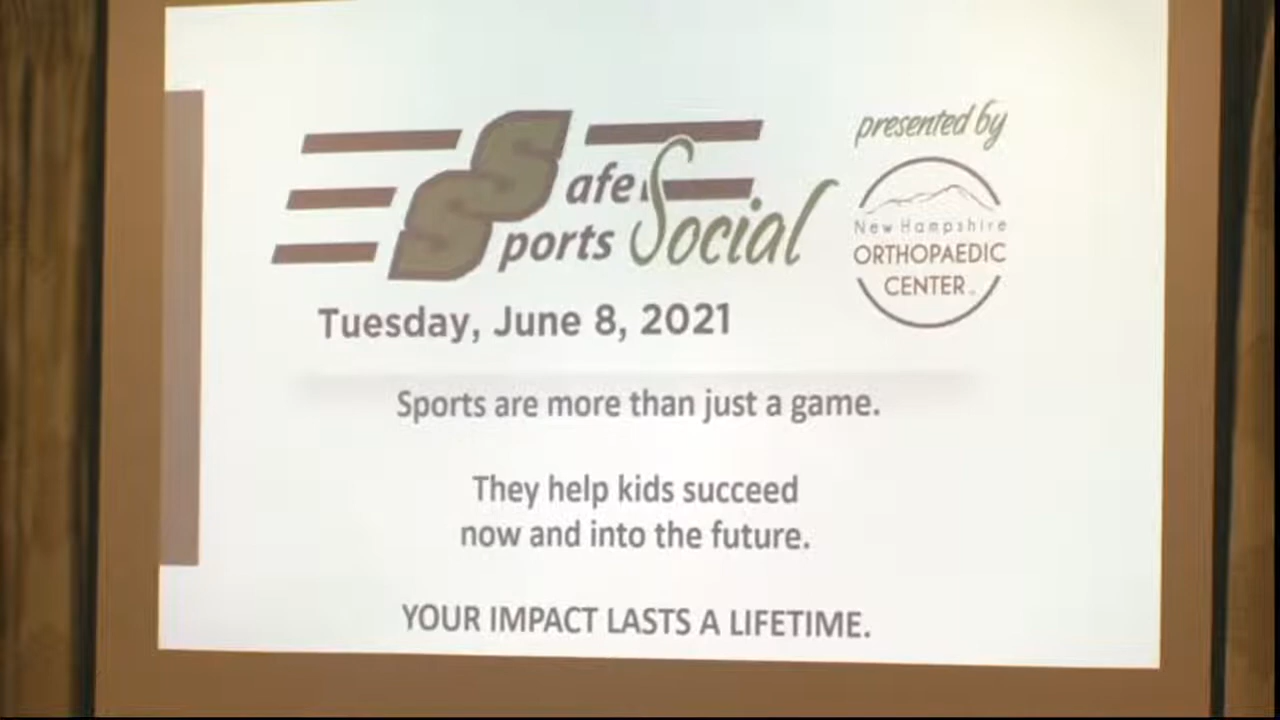 Safe
Sports Social
presented by
New Hampshire
ORTHOPAEDIC
CENTER
Tuesday, June 8, 2021
Sports are more than just a game.
They help kids succeed
now and into the future.
YOUR IMPACT LASTS A LIFETIME.